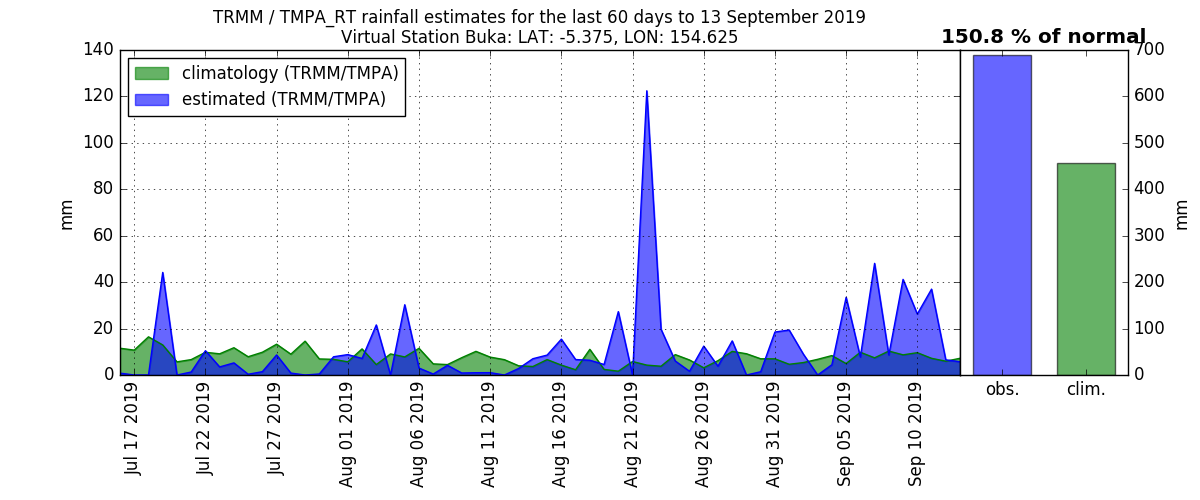 TRMM / TMPA_RT rainfall estimates for the last 60 days to 13 September 2019
Virtual Station Buka: LAT: -5.375, LON: 154.625
150.8 % of normal
climatology (TRMM/TMPA)
estimated (TRMM/TMPA)
140
120
100
80
60
40
20
0
mm
Jul 17 2019
Jul 22 2019
Jul 27 2019
Aug 01 2019
Aug 06 2019
Aug 11 2019
Aug 16 2019
Aug 21 2019
Aug 26 2019
Aug 31 2019
Sep 05 2019
Sep 10 2019
obs.
clim.
700
600
500
400
300
200
100
0
mm